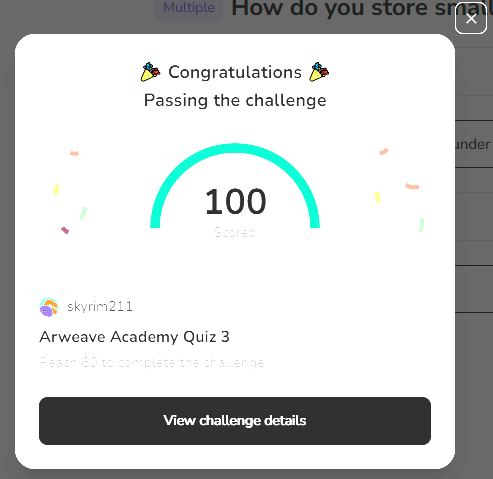 Multiple How do you store small
under
Congratulations
Passing the challenge
100
Scored
skyrim211
Arweave Academy Quiz 3
Reach 60 to complete the challenge
View challenge details